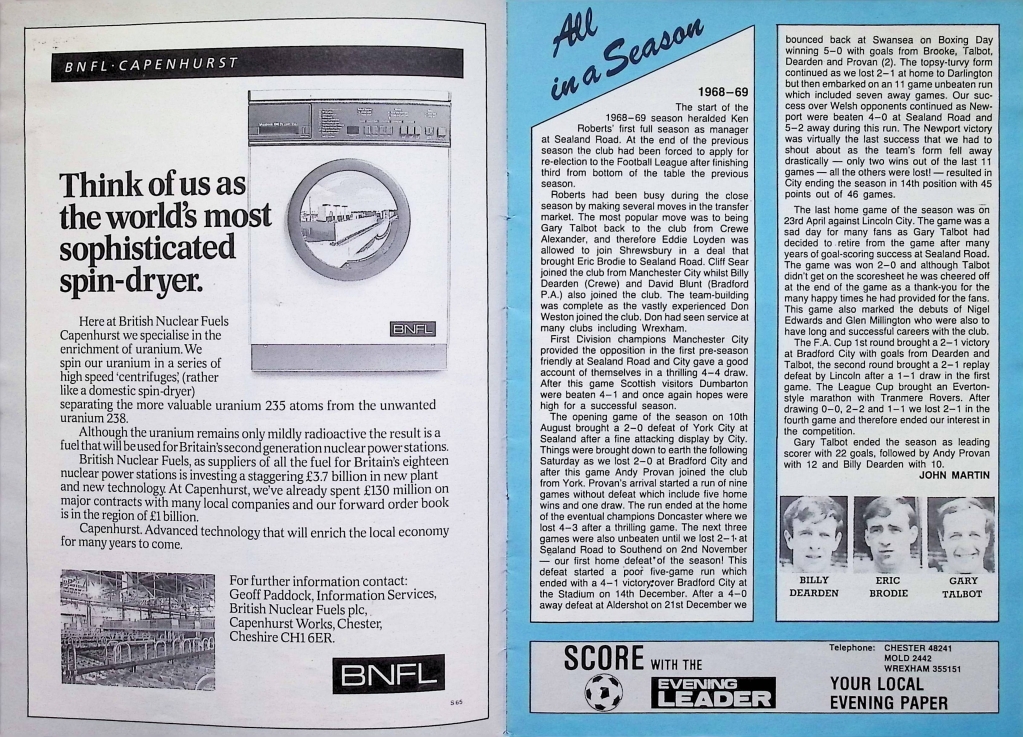 BNFL·CAPENHURST
Think of us as
the world's most
sophisticated
spin-dryer.
BNFL
Here at British Nuclear Fuels
Capenhurst we specialise in the
enrichment of uranium. We
spin our uranium in a series of
high speed 'centrifuges', (rather
like a domestic spin-dryer)
separating the more valuable uranium 235 atoms from the unwanted
uranium 238.
Although the uranium remains only mildly radioactive the result is a
fuel that will be used for Britain's second generation nuclear power stations.
British Nuclear Fuels, as suppliers of all the fuel for Britain's eighteen
nuclear power stations is investing a staggering £3.7 billion in new plant
and new technology. At Capenhurst, we've already spent £130 million on
major contracts with many local companies and our forward order book
is in the region of £1 billion.
Capenhurst. Advanced technology that will enrich the local economy
for many years to come.
For further information contact:
Geoff Paddock, Information Services,
British Nuclear Fuels plc,
Capenhurst Works, Chester,
Cheshire CH1 6ER.
BNFL
S65
All
in a Season
1968–69
The start of the
1968–69 season heralded Ken
Roberts' first full season as manager
at Sealand Road. At the end of the previous
season the club had been forced to apply for
re-election to the Football League after finishing
third from bottom of the table the previous
season.
Roberts had been busy during the close
season by making several moves in the transfer
market. The most popular move was to being
Gary Talbot back to the club from Crewe
Alexander, and therefore Eddie Loyden was
allowed to join Shrewsbury in a deal that
brought Eric Brodie to Sealand Road. Cliff Sear
joined the club from Manchester City whilst Billy
Dearden (Crewe) and David Blunt (Bradford
P.A.) also joined the club. The team-building
was complete as the vastly experienced Don
Weston joined the club. Don had seen service at
many clubs including Wrexham.
First Division champions Manchester City
provided the opposition in the first pre-season
friendly at Sealand Road and City gave a good
account of themselves in a thrilling 4–4 draw.
After this game Scottish visitors Dumbarton
were beaten 4–1 and once again hopes were
high for a successful season.
The opening game of the season on 10th
August brought a 2–0 defeat of York City at
Sealand after a fine attacking display by City.
Things were brought down to earth the following
Saturday as we lost 2–0 at Bradford City and
after this game Andy Provan joined the club
from York. Provan's arrival started a run of nine
games without defeat which include five home
wins and one draw. The run ended at the home
of the eventual champions Doncaster where we
lost 4–3 after a thrilling game. The next three
games were also unbeaten until we lost 2–1 at
Sealand Road to Southend on 2nd November
— our first home defeat of the season! This
defeat started a poor five-game run which
ended with a 4–1 victory over Bradford City at
the Stadium on 14th December. After a 4–0
away defeat at Aldershot on 21st December we
bounced back at Swansea on Boxing Day
winning 5–0 with goals from Brooke, Talbot,
Dearden and Provan (2). The topsy-turvy form
continued as we lost 2–1 at home to Darlington
but then embarked on an 11 game unbeaten run
which included seven away games. Our suc-
cess over Welsh opponents continued as New-
port were beaten 4–0 at Sealand Road and
5–2 away during this run. The Newport victory
was virtually the last success that we had to
shout about as the team's form fell away
drastically — only two wins out of the last 11
games — all the others were lost! — resulted in
City ending the season in 14th position with 45
points out of 46 games.
The last home game of the season was on
23rd April against Lincoln City. The game was a
sad day for many fans as Gary Talbot had
decided to retire from the game after many
years of goal-scoring success at Sealand Road.
The game was won 2–0 and although Talbot
didn't get on the scoresheet he was cheered off
at the end of the game as a thank-you for the
many happy times he had provided for the fans.
This game also marked the debuts of Nigel
Edwards and Glen Millington who were also to
have long and successful careers with the club.
The F.A. Cup 1st round brought a 2–1 victory
at Bradford City with goals from Dearden and
Talbot, the second round brought a 2–1 replay
defeat by Lincoln after a 1–1 draw in the first
game. The League Cup brought an Everton-
style marathon with Tranmere Rovers. After
drawing 0–0, 2–2 and 1–1 we lost 2–1 in the
fourth game and therefore ended our interest in
the competition.
Gary Talbot ended the season as leading
scorer with 22 goals, followed by Andy Provan
with 12 and Billy Dearden with 10.
JOHN MARTIN
BILLY
DEARDEN
ERIC
BRODIE
GARY
TALBOT
SCORE WITH THE
EVENING
LEADER
Telephone: CHESTER 48241
MOLD 2442
WREXHAM 355151
YOUR LOCAL
EVENING PAPER